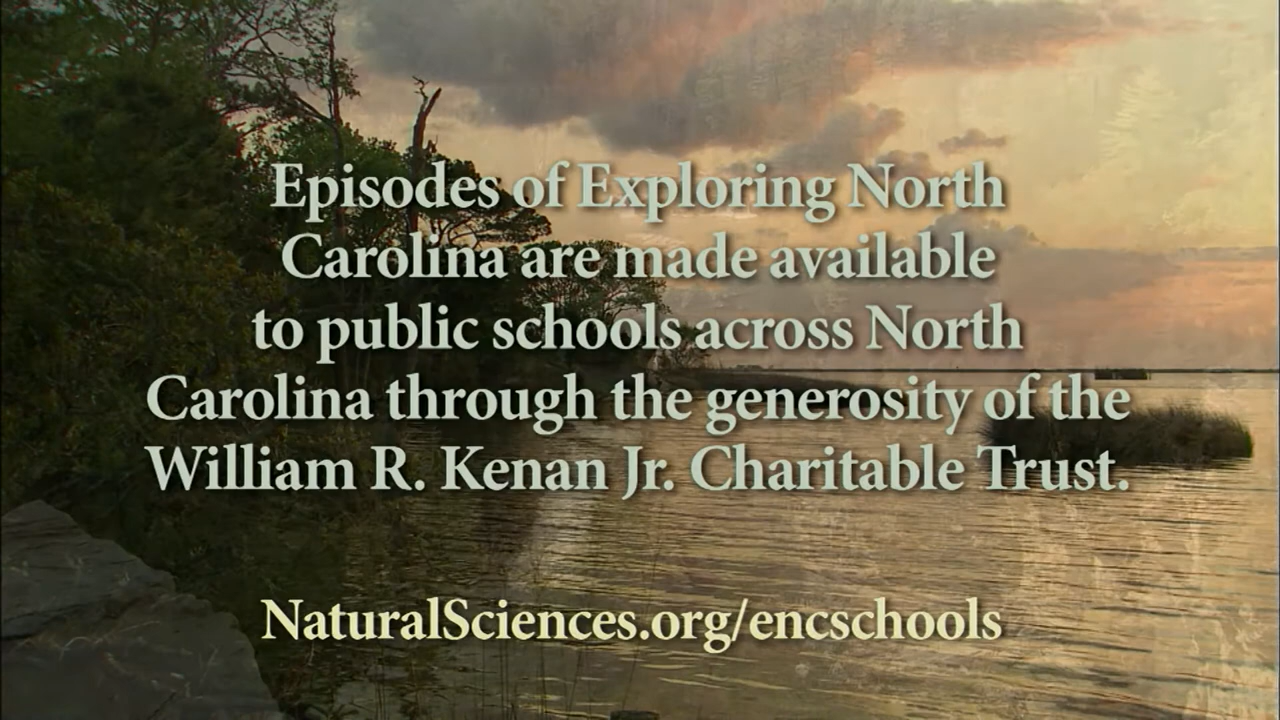 Episodes of Exploring North
Carolina are made available
to public schools across North
Carolina through the generosity of the
William R. Kenan Jr. Charitable Trust.
NaturalSciences.org/encschools